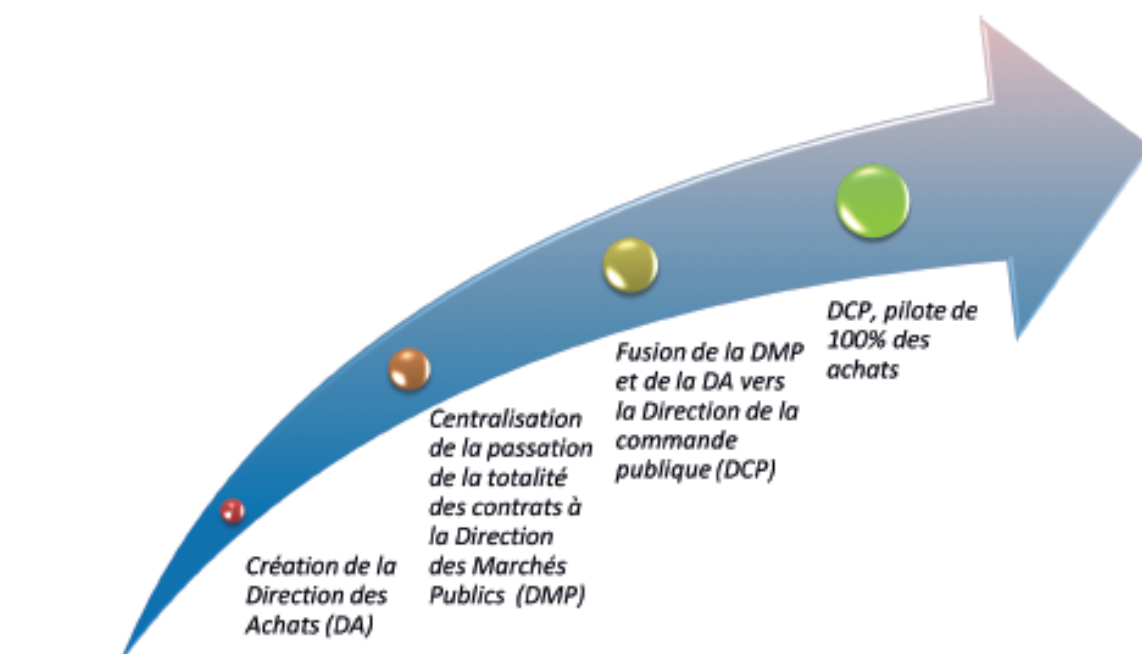 Création de la
Direction des
Achats (DA)
Centralisation
de la passation
de la totalité
des contrats à
la Direction
des Marchés
Publics (DMP)
Fusion de la DMP
et de la DA vers
la Direction de la
commande
publique (DCP)
DCP, pilote de
100% des
achats